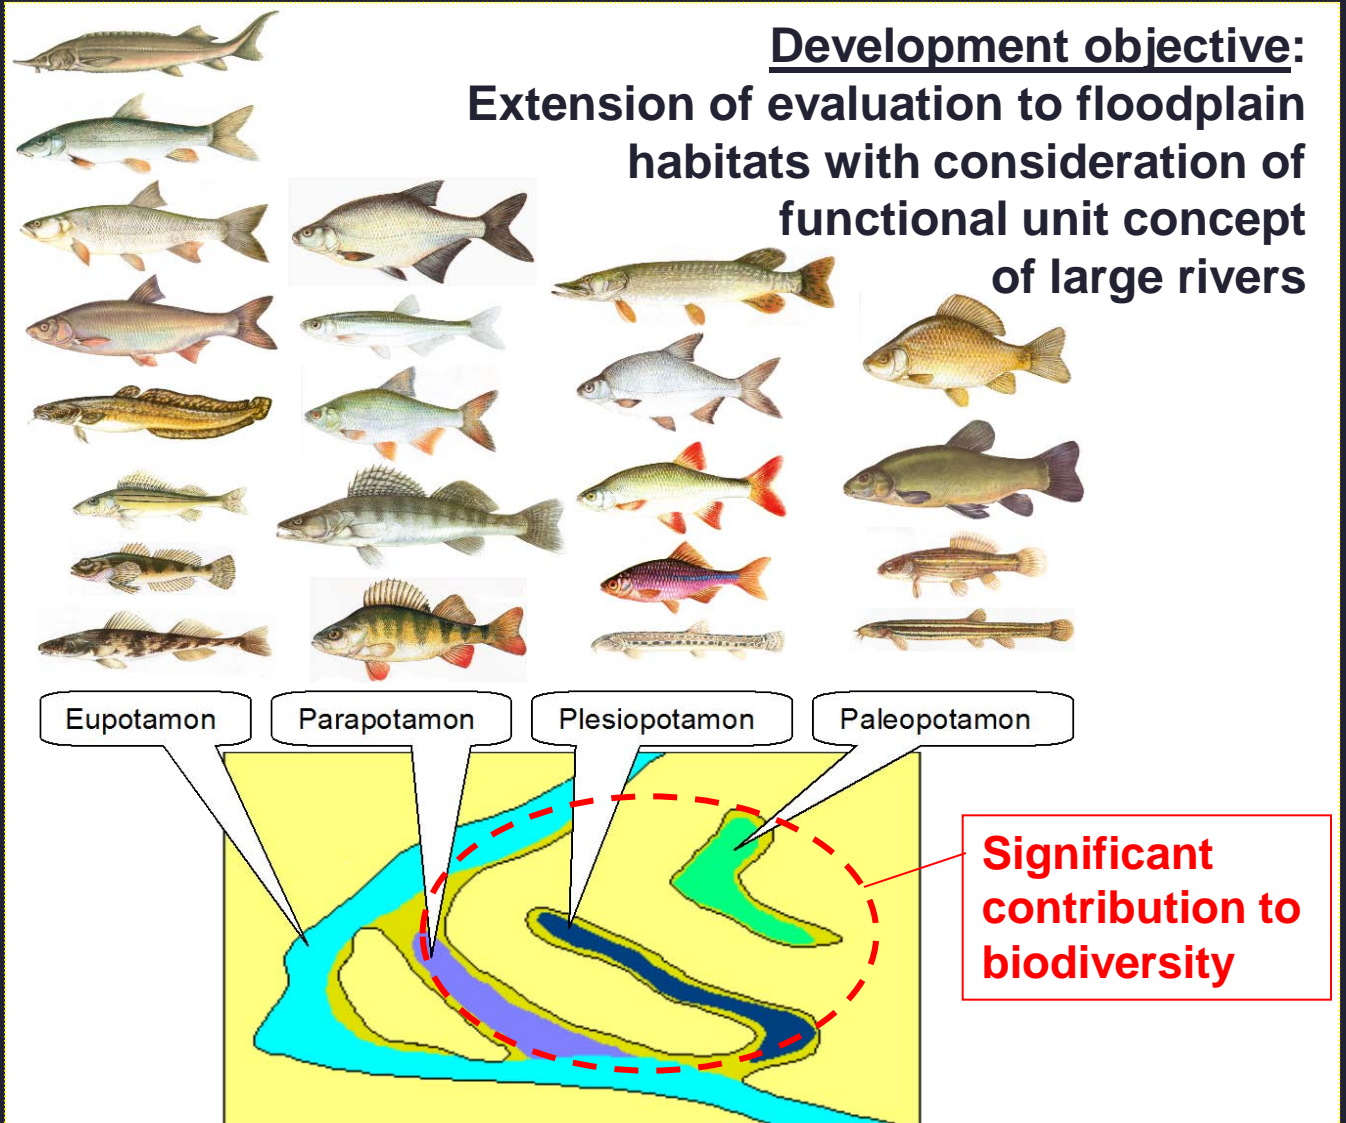 Development objective:
Extension of evaluation to floodplain
habitats with consideration of
functional unit concept
of large rivers
Eupotamon
Parapotamon
Plesiopotamon
Paleopotamon
Significant
contribution to
biodiversity